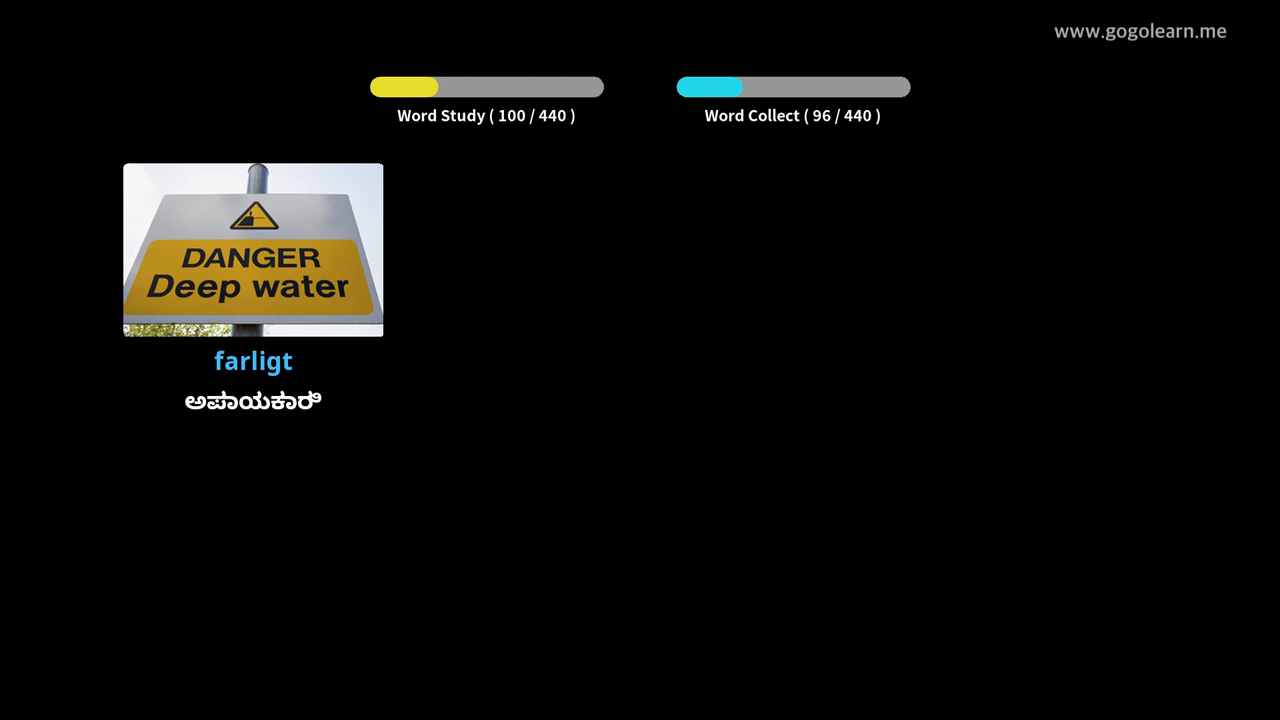 www.gogolearn.me
Word Study ( 100 / 440 )
Word Collect ( 96 / 440 )
DANGER
Deep water
farligt
ಅಪಾಯಕಾರಿ